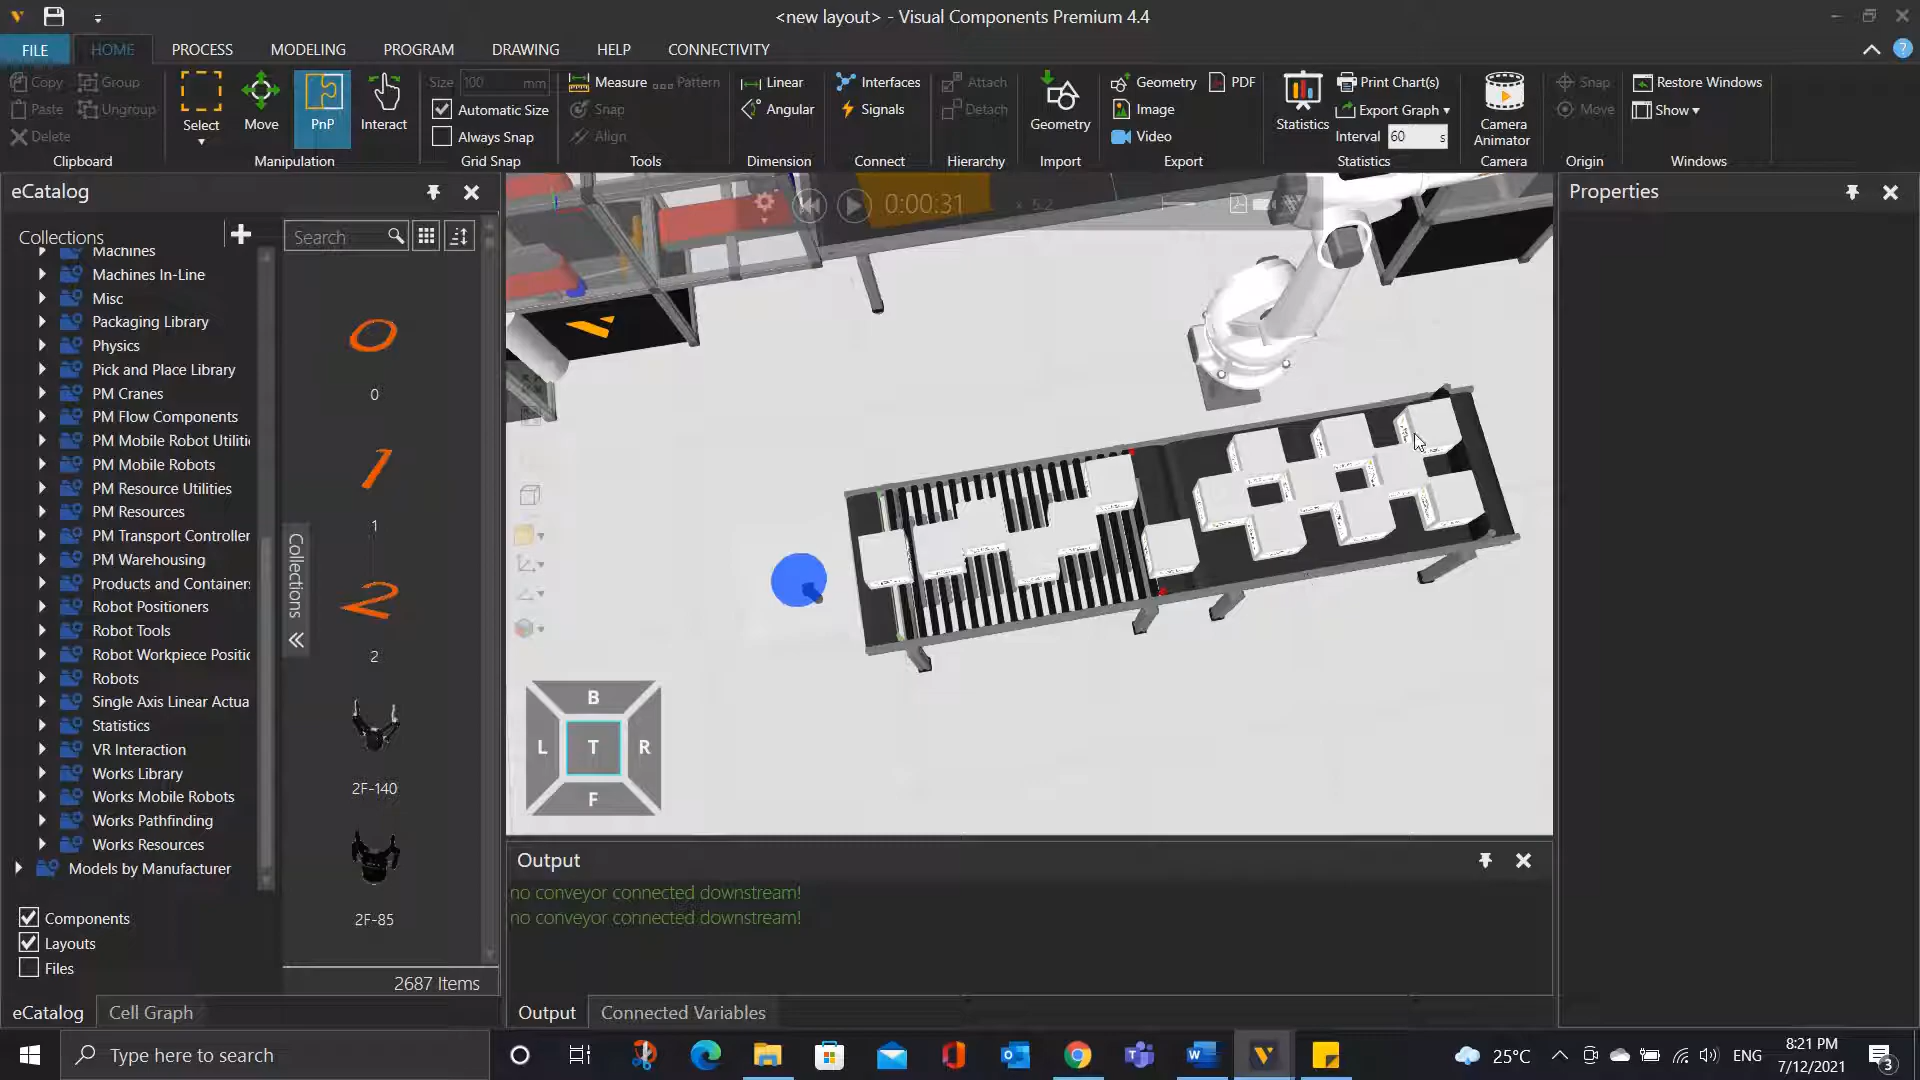 <new layout> - Visual Components Premium 4.4
FILE HOME PROCESS MODELING PROGRAM DRAWING HELP CONNECTIVITY
Copy Group
Paste Ungroup
Delete
Clipboard
Select Move PnP Interact
Manipulation
Size 100 mm
Automatic Size
Always Snap
Grid Snap
Measure Pattern
Snap
Align
Tools
Linear
Angular
Dimension
Interfaces
Signals
Connect
Attach
Detach
Hierarchy
Geometry
Import
Geometry PDF
Image
Video
Export
Statistics
Print Chart(s)
Export Graph
Interval 60 s
Statistics
Camera
Animator
Camera
Snap
Move
Origin
Restore Windows
Show
Windows
eCatalog
Collections
Search
Machines
Machines In-Line
Misc
Packaging Library
Physics
Pick and Place Library
PM Cranes
PM Flow Components
PM Mobile Robot Utiliti
PM Mobile Robots
PM Resource Utilities
PM Resources
PM Transport Controller
PM Warehousing
Products and Containers
Robot Positioners
Robot Tools
Robot Workpiece Positic
Robots
Single Axis Linear Actua
Statistics
VR Interaction
Works Library
Works Mobile Robots
Works Pathfinding
Works Resources
Models by Manufacturer
Components
Layouts
Files
Collections
0
0
1
1
2
2
2F-140
2F-85
2687 Items
eCatalog Cell Graph
0:00:31 x 5.2
B
L T R
F
Output
no conveyor connected downstream!
no conveyor connected downstream!
Output Connected Variables
Properties
Type here to search
25°C ENG
8:21 PM
7/12/2021
3